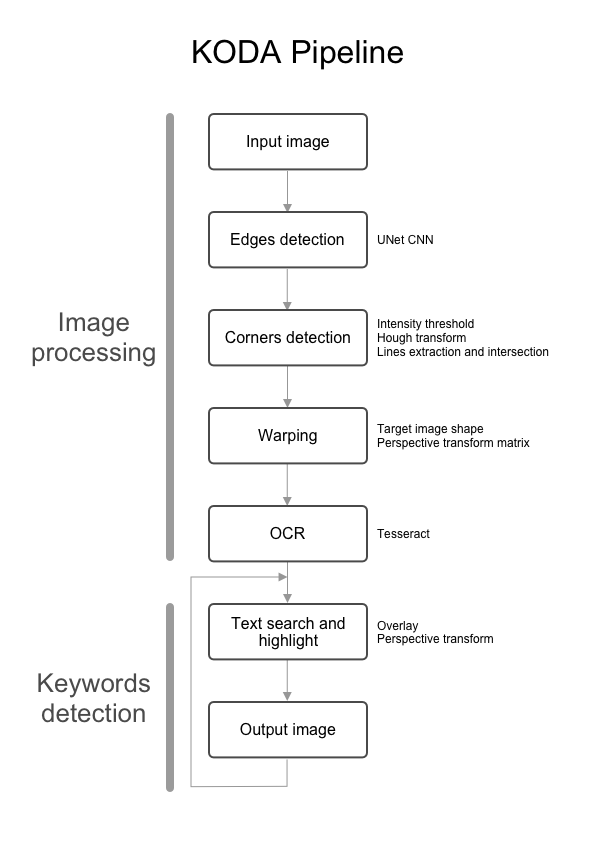 KODA Pipeline
Input image
Edges detection
UNet CNN
Image
processing
Corners detection
Intensity threshold
Hough transform
Lines extraction and intersection
Warping
Target image shape
Perspective transform matrix
OCR
Tesseract
Keywords
detection
Text search and
highlight
Overlay
Perspective transform
Output image